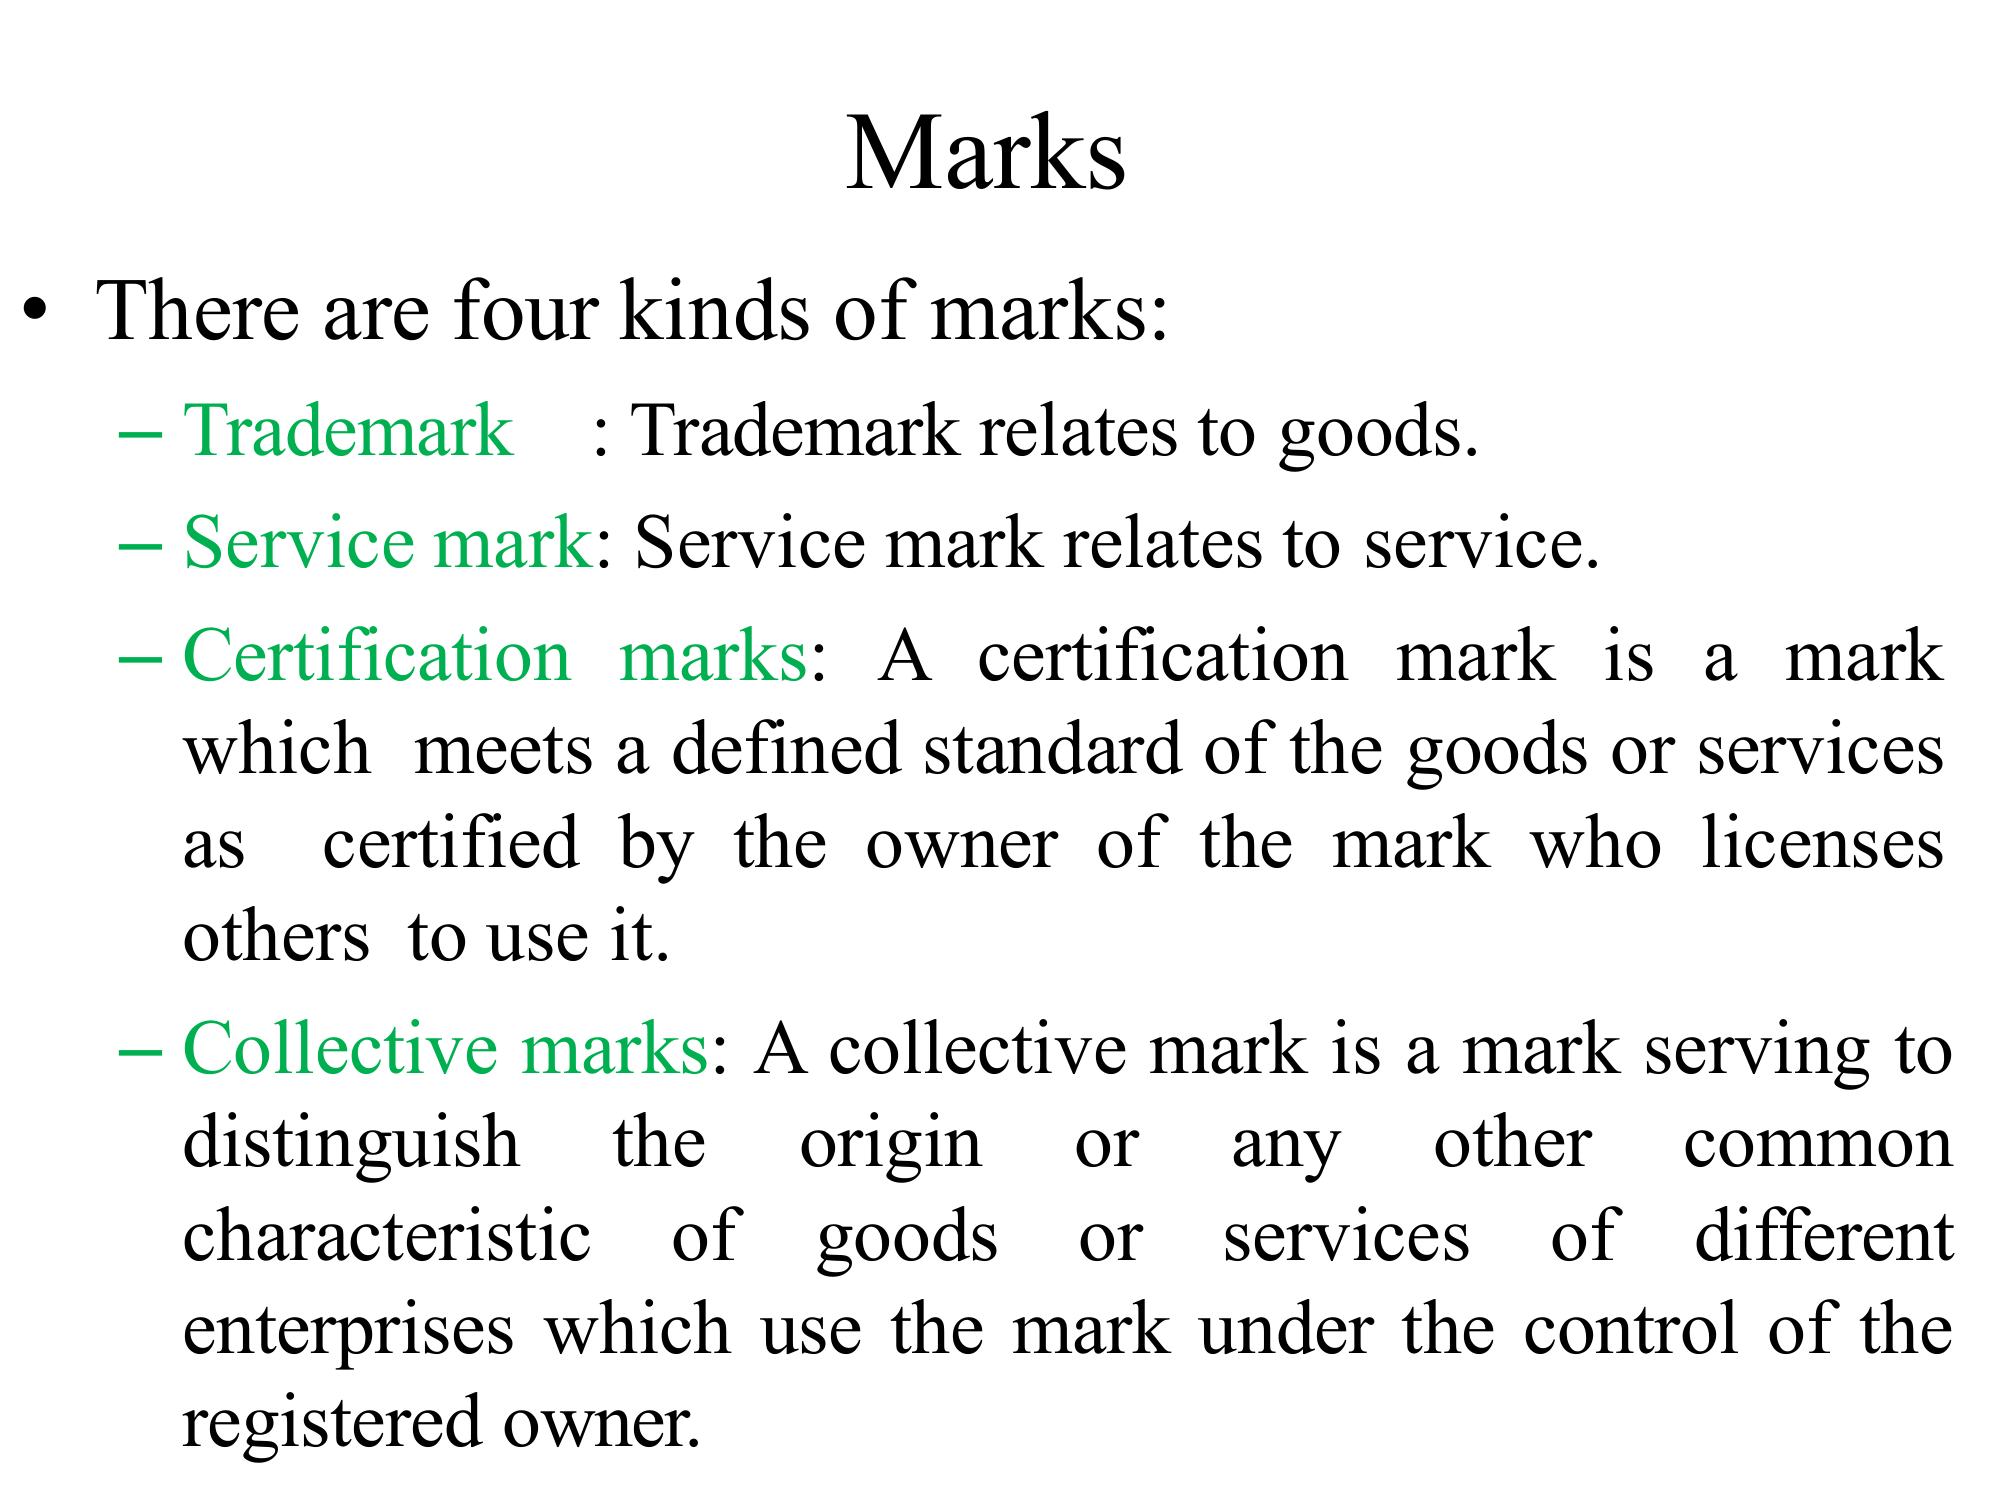 Marks
• There are four kinds of marks:
– Trademark : Trademark relates to goods.
– Service mark: Service mark relates to service.
– Certification marks: A certification mark is a mark
which meets a defined standard of the goods or services
as certified by the owner of the mark who licenses
others to use it.
– Collective marks: A collective mark is a mark serving to
distinguish the origin or any other common
characteristic of goods or services of different
enterprises which use the mark under the control of the
registered owner.